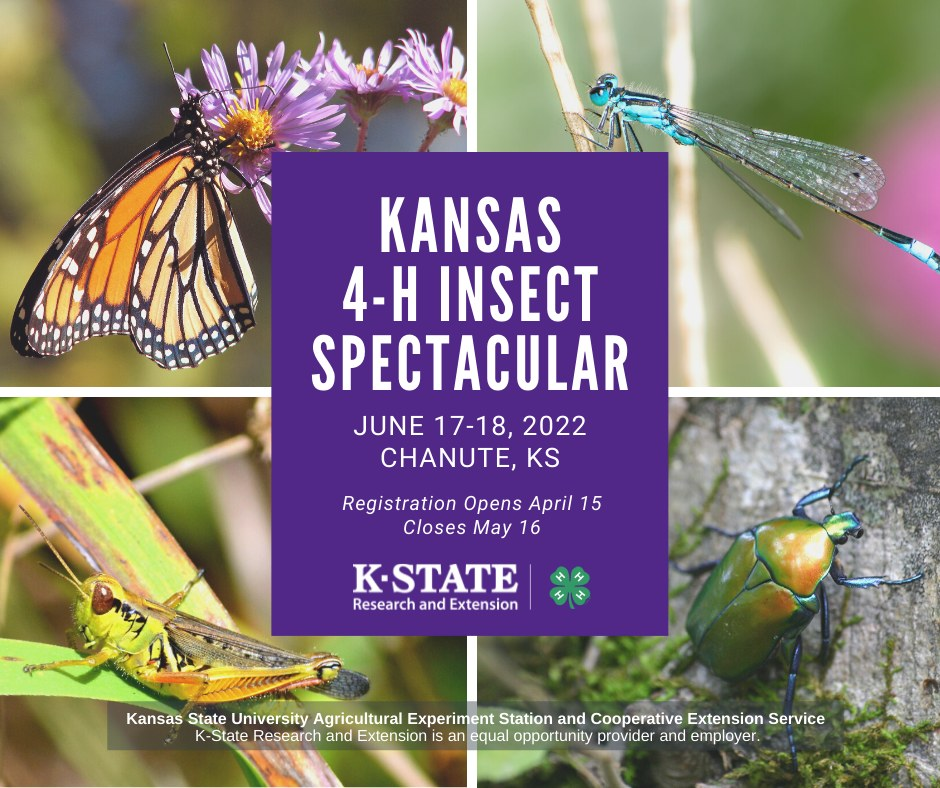 KANSAS
4-H INSECT
SPECTACULAR
JUNE 17-18, 2022
CHANUTE, KS
Registration Opens April 15
Closes May 16
K-STATE
Research and Extension
H H
H H
Kansas State University Agricultural Experiment Station and Cooperative Extension Service
K-State Research and Extension is an equal opportunity provider and employer.